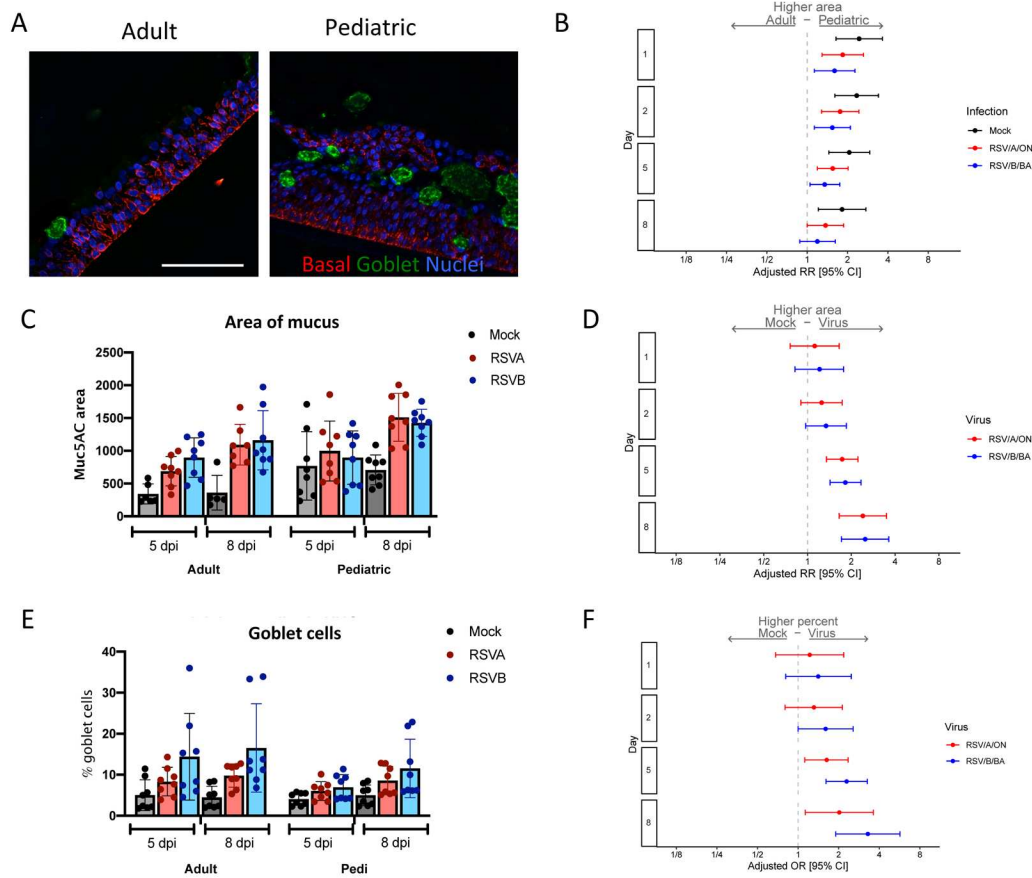 A
Adult
Pediatric
Basal Goblet Nuclei
B
Higher area
Adult – Pediatric
Day
1
2
5
8
1/8 1/4 1/2 1 2 4 8
Adjusted RR [95% CI]
Infection
Mock
RSV/A/ON
RSV/B/BA
C
Area of mucus
Muc5AC area
2500
2000
1500
1000
500
0
5 dpi 8 dpi 5 dpi 8 dpi
Adult Pediatric
Mock
RSVA
RSVB
D
Higher area
Mock – Virus
Day
1
2
5
8
1/8 1/4 1/2 1 2 4 8
Adjusted RR [95% CI]
Virus
RSV/A/ON
RSV/B/BA
E
Goblet cells
% goblet cells
40
30
20
10
0
5 dpi 8 dpi 5 dpi 8 dpi
Adult Pedi
Mock
RSVA
RSVB
F
Higher percent
Mock – Virus
Day
1
2
5
8
1/8 1/4 1/2 1 2 4 8
Adjusted OR [95% CI]
Virus
RSV/A/ON
RSV/B/BA